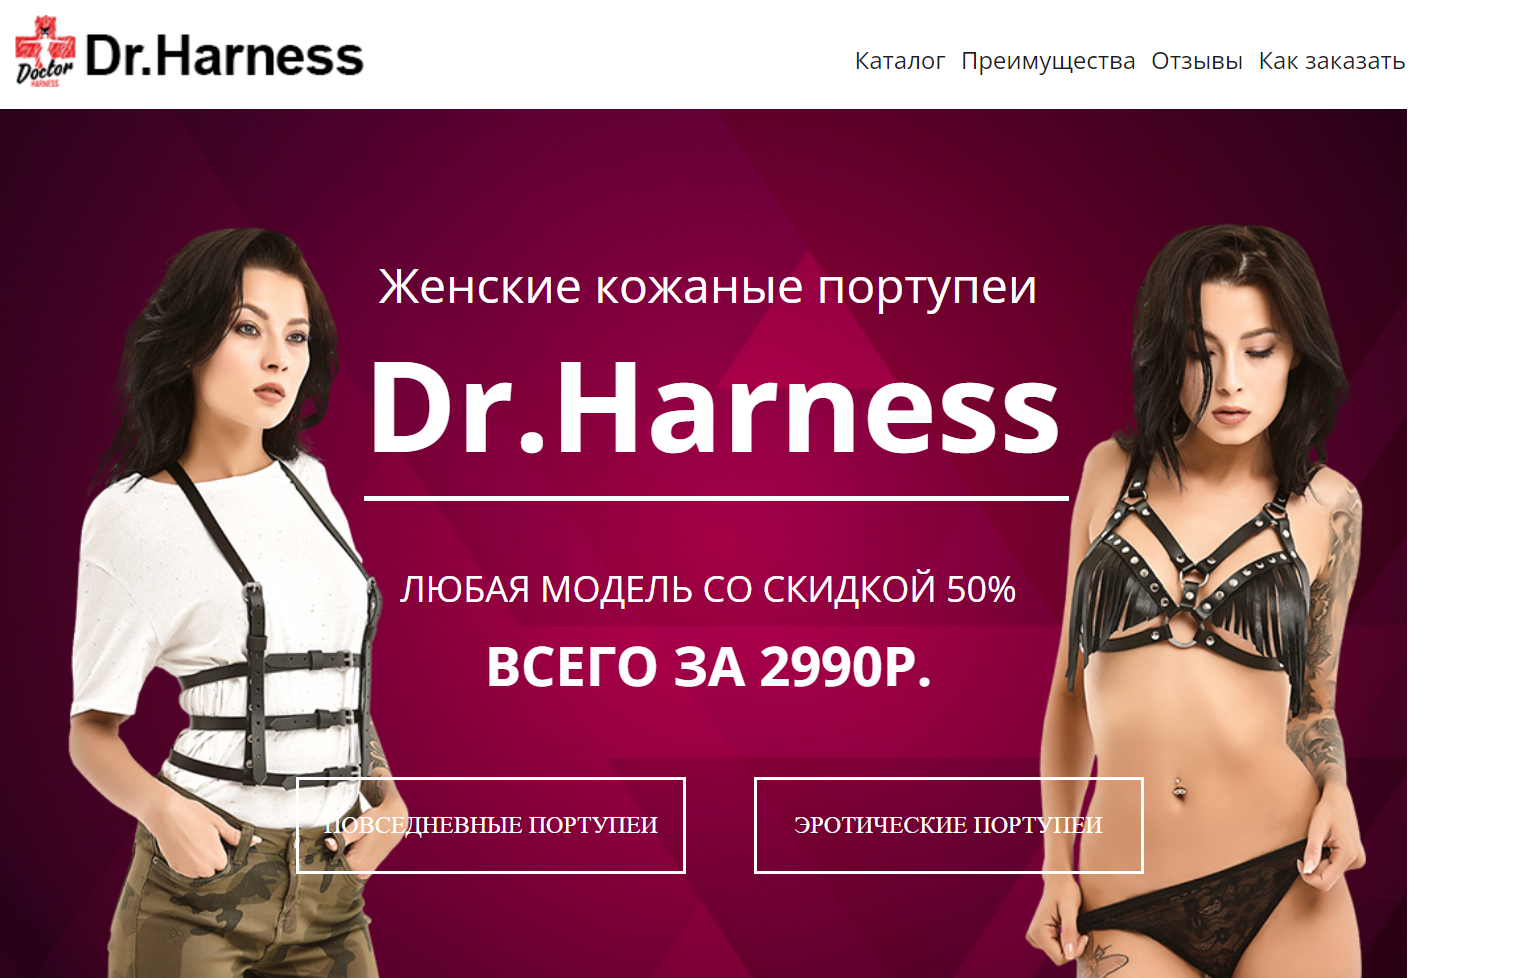 Doctor
HARNESS
Dr.Harness
Каталог Преимущества Отзывы Как заказать
Женские кожаные портупеи
Dr.Harness
ЛЮБАЯ МОДЕЛЬ СО СКИДКОЙ 50%
ВСЕГО ЗА 2990Р.
ПОВСЕДНЕВНЫЕ ПОРТУПЕИ
ЭРОТИЧЕСКИЕ ПОРТУПЕИ